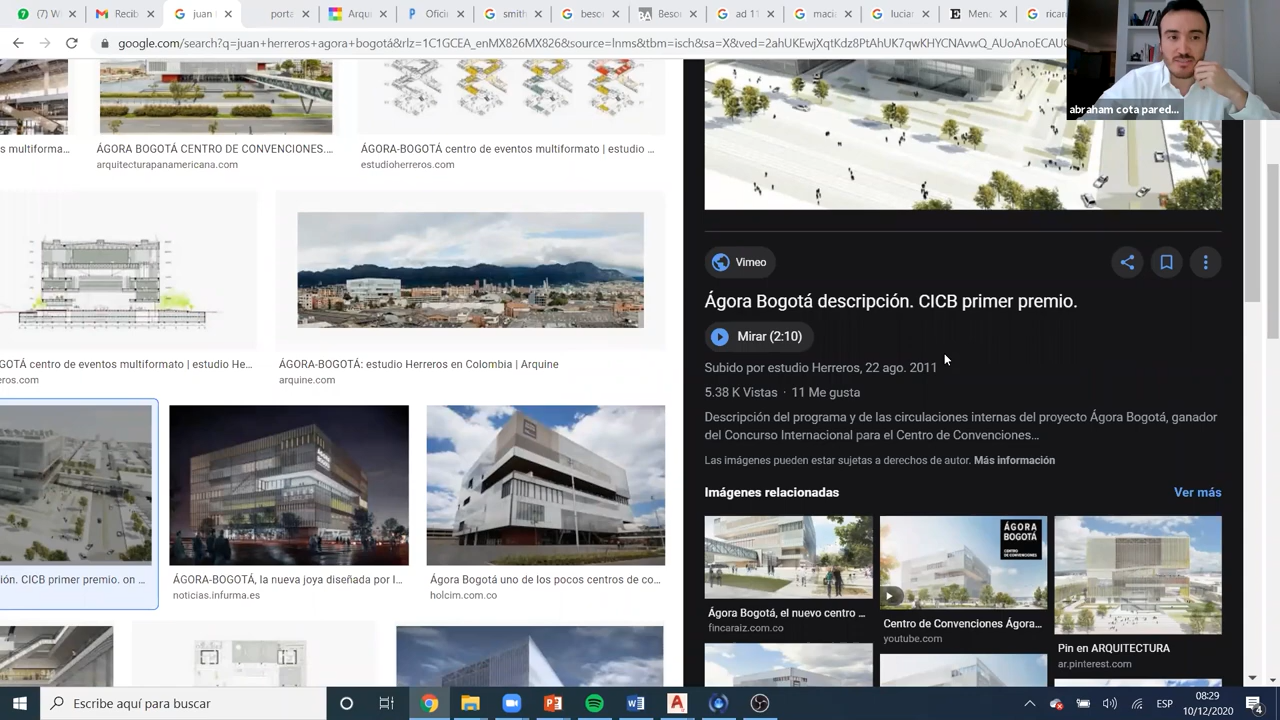 7
(9) W
Recib
juan
porta
Arqu
Ofici
smith
besc
BA
Besor
ad 11
macia
luciar
E
Menc
ricar
google.com/search?q=juan+herreros+agora+bogotá&rlz=1C1GCEA_enMX826MX826&source=lnms&tbm=isch&sa=X&ved=2ahUKEwjXqtKdz8PtAhUK7qwKHYCNAvwQ_AUoAnoECAUQ
abraham cota pared...
s multiforma...
ÁGORA BOGOTÁ CENTRO DE CONVENCIONES....
arquitecturapanamericana.com
ÁGORA-BOGOTÁ centro de eventos multiformato | estudio ...
estudioherreros.com
GOTÁ centro de eventos multiformato | estudio He...
eros.com
ÁGORA-BOGOTÁ: estudio Herreros en Colombia | Arquine
arquine.com
ión. CICB primer premio. on ...
ÁGORA-BOGOTÁ, la nueva joya diseñada por l...
noticias.infurma.es
Ágora Bogotá uno de los pocos centros de co...
holcim.com.co
Vimeo
Ágora Bogotá descripción. CICB primer premio.
Mirar (2:10)
Subido por estudio Herreros, 22 ago. 2011
5.38 K Vistas · 11 Me gusta
Descripción del programa y de las circulaciones internas del proyecto Ágora Bogotá, ganador
del Concurso Internacional para el Centro de Convenciones...
Las imágenes pueden estar sujetas a derechos de autor. Más información
Imágenes relacionadas
Ver más
ÁGORA
BOGOTÁ
Ágora Bogotá, el nuevo centro ...
fincaraiz.com.co
Centro de Convenciones Ágora...
youtube.com
Pin en ARQUITECTURA
ar.pinterest.com
Escribe aquí para buscar
ESP
08:29
10/12/2020
4